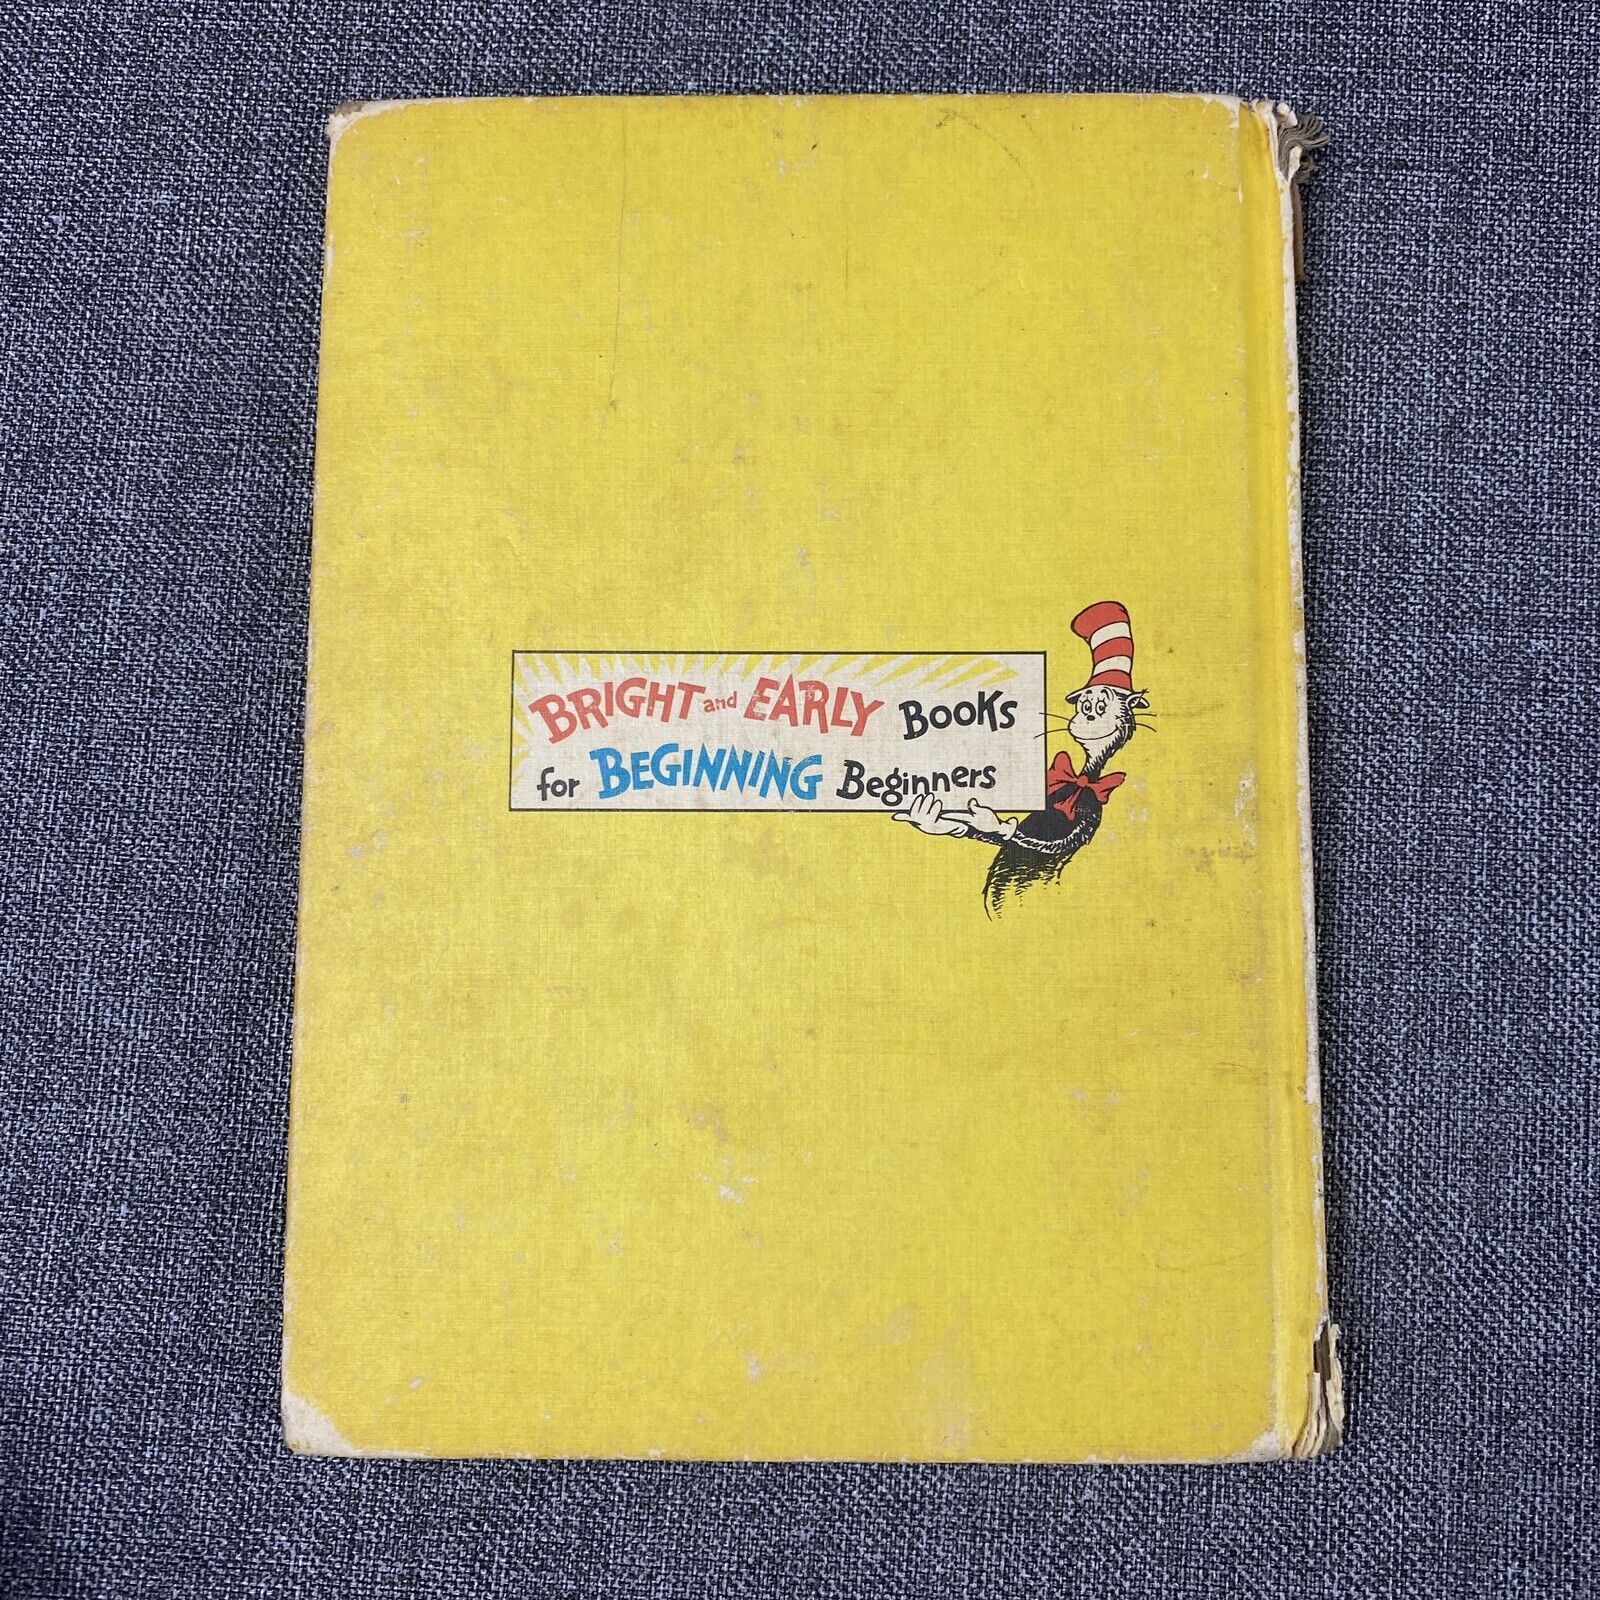 BRIGHT and EARLY Books
for BEGINNING Beginners